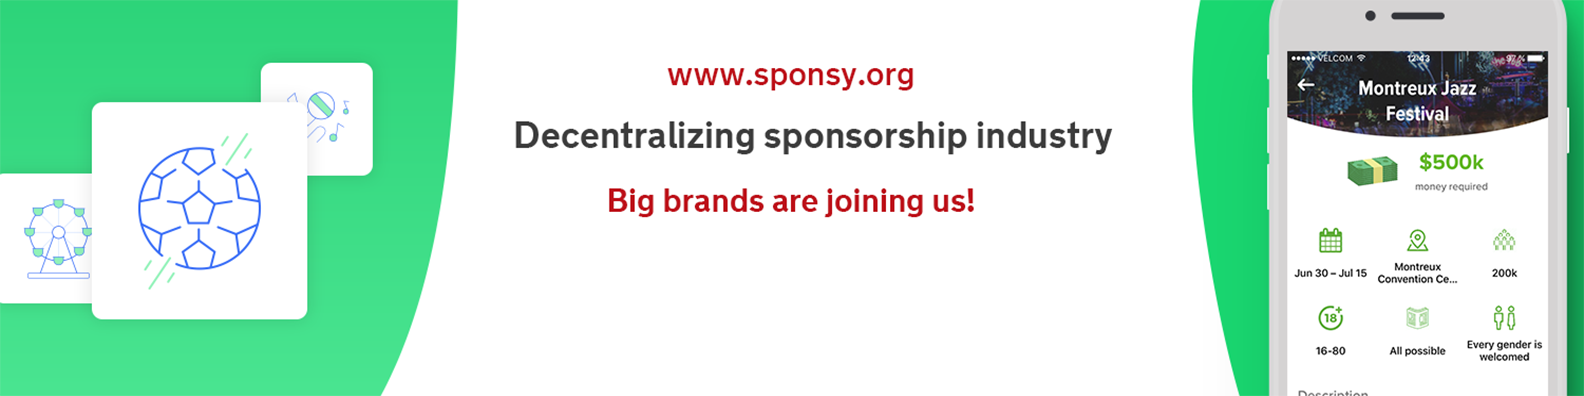 www.sponsy.org
Decentralizing sponsorship industry
Big brands are joining us!
VELCOM 12:43 97%
Montreux Jazz
Festival
$500k
money required
Jun 30 – Jul 15
Montreux
Convention Ce...
200k
18+
16-80
All possible
Every gender is
welcomed
Description